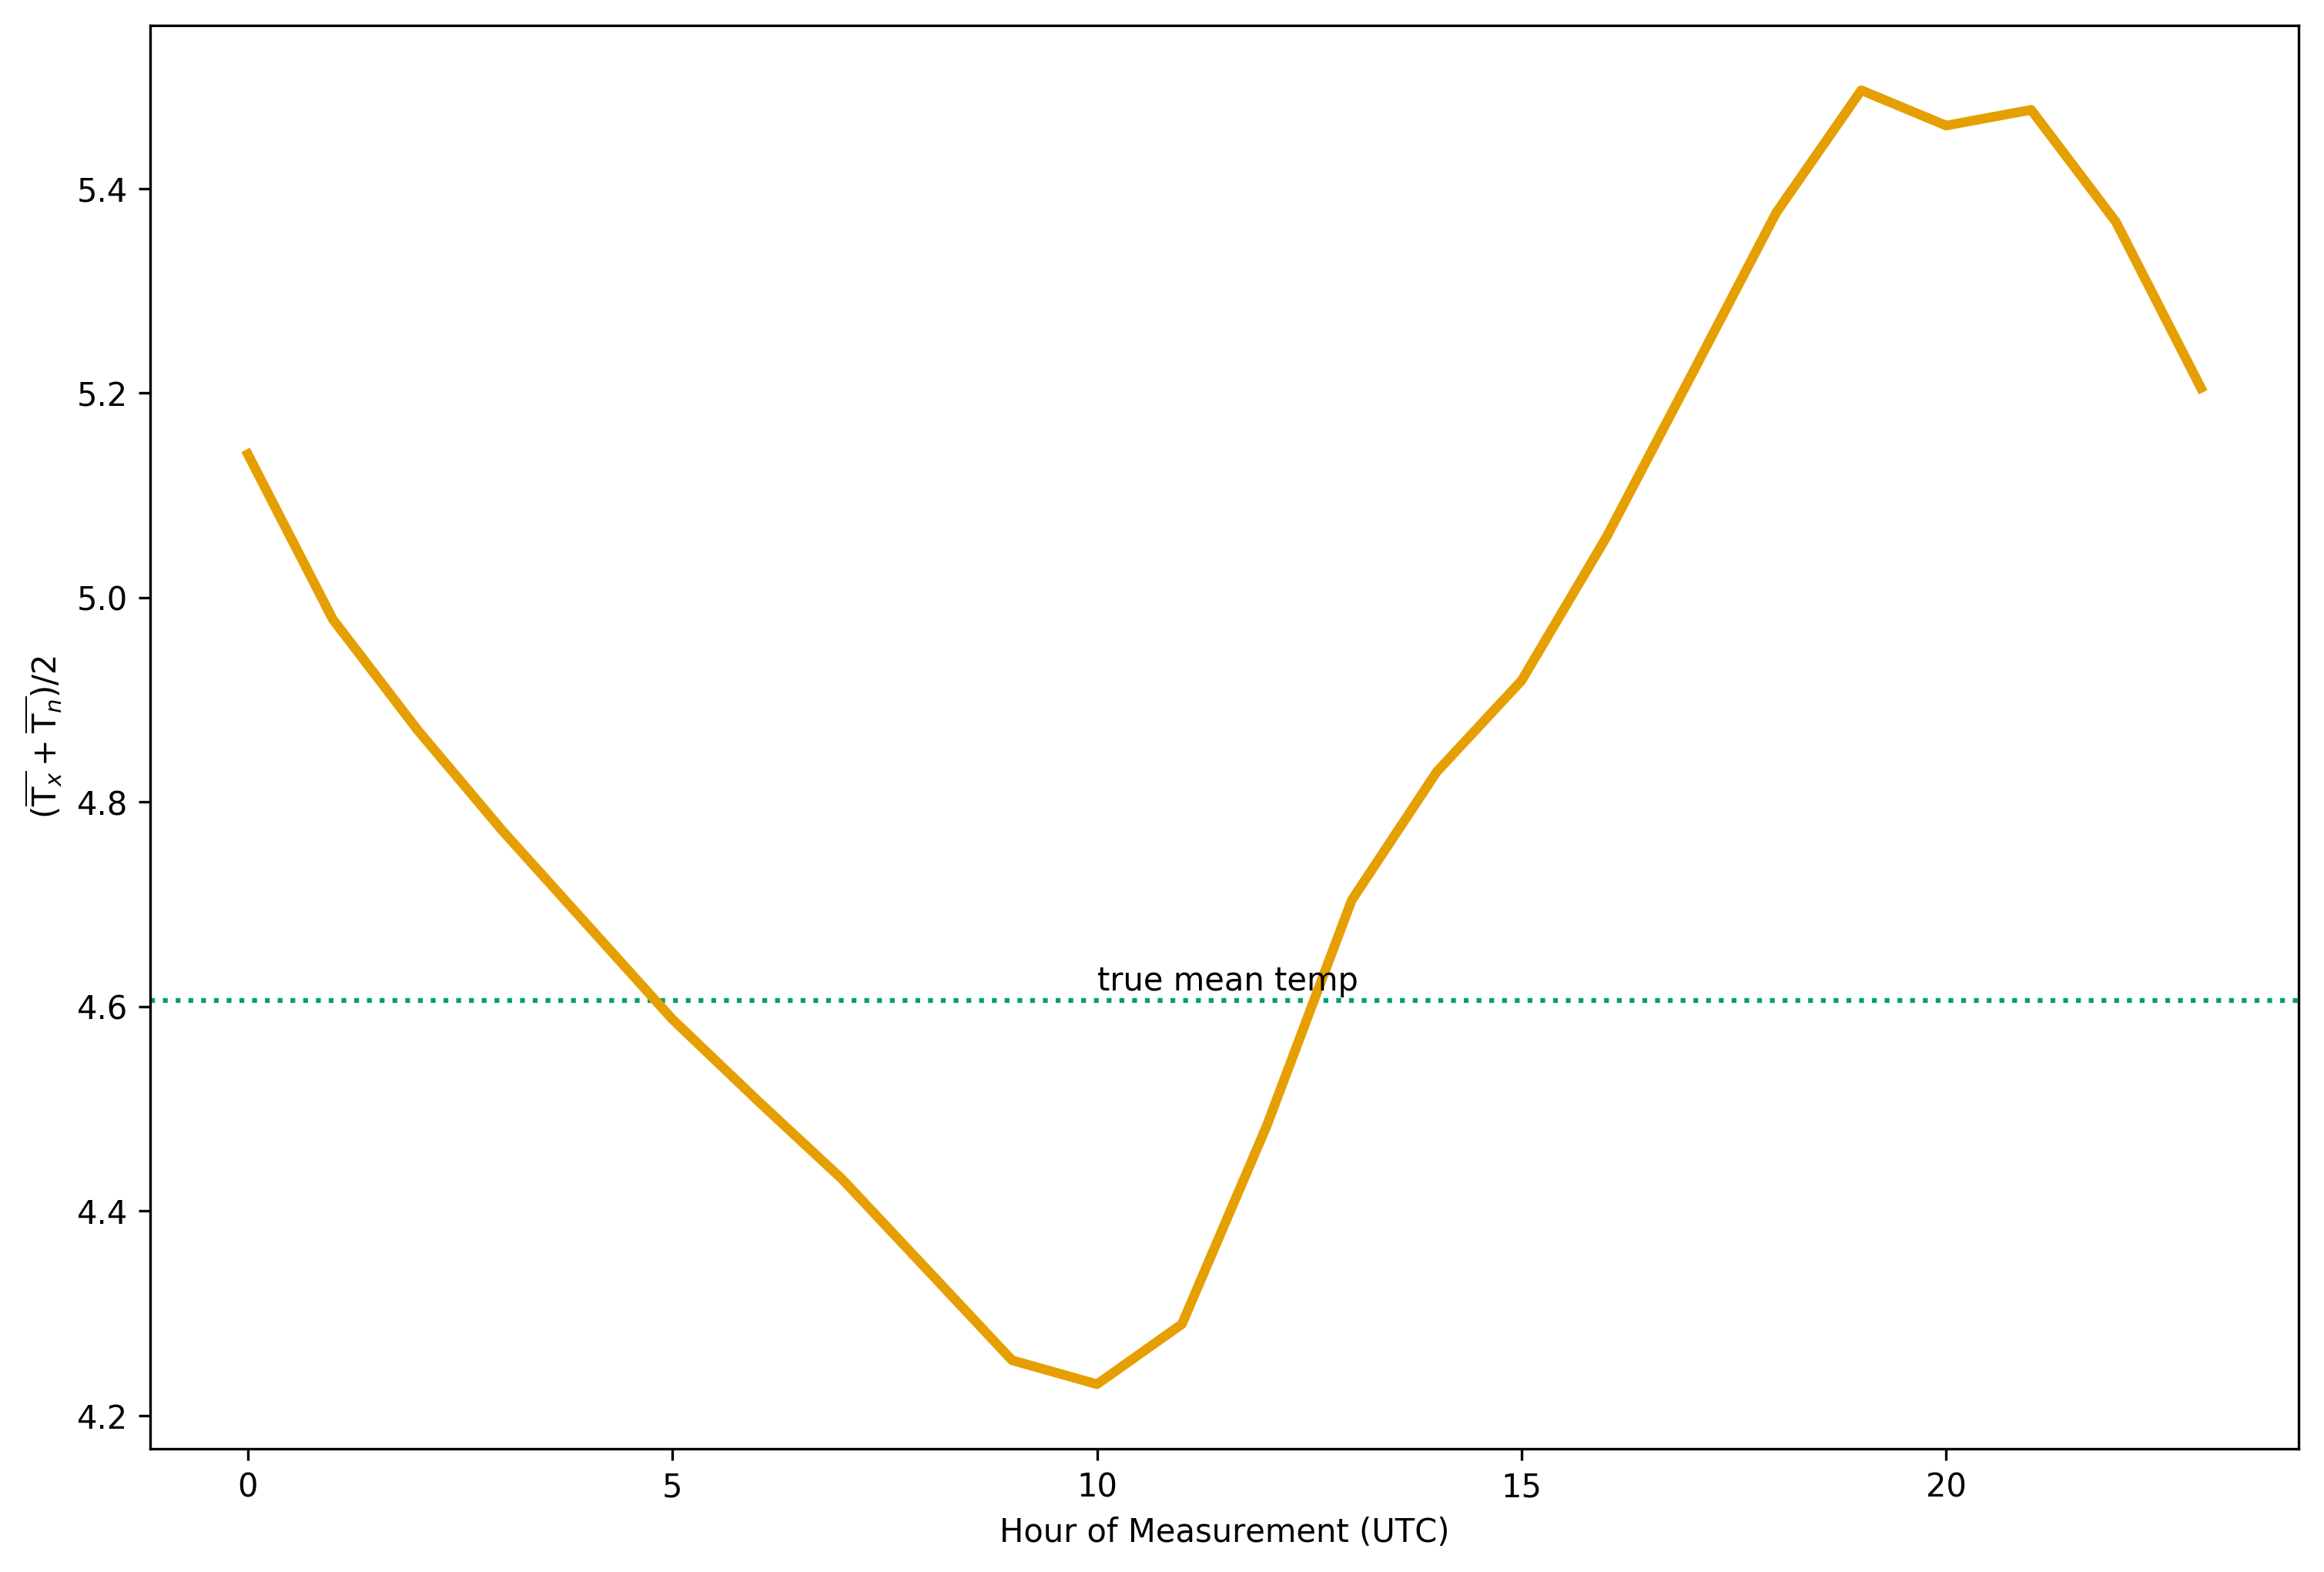 (T̅ₓ + T̅ₙ)/2
5.4
5.2
5.0
4.8
4.6
4.4
4.2
true mean temp
0 5 10 15 20
Hour of Measurement (UTC)